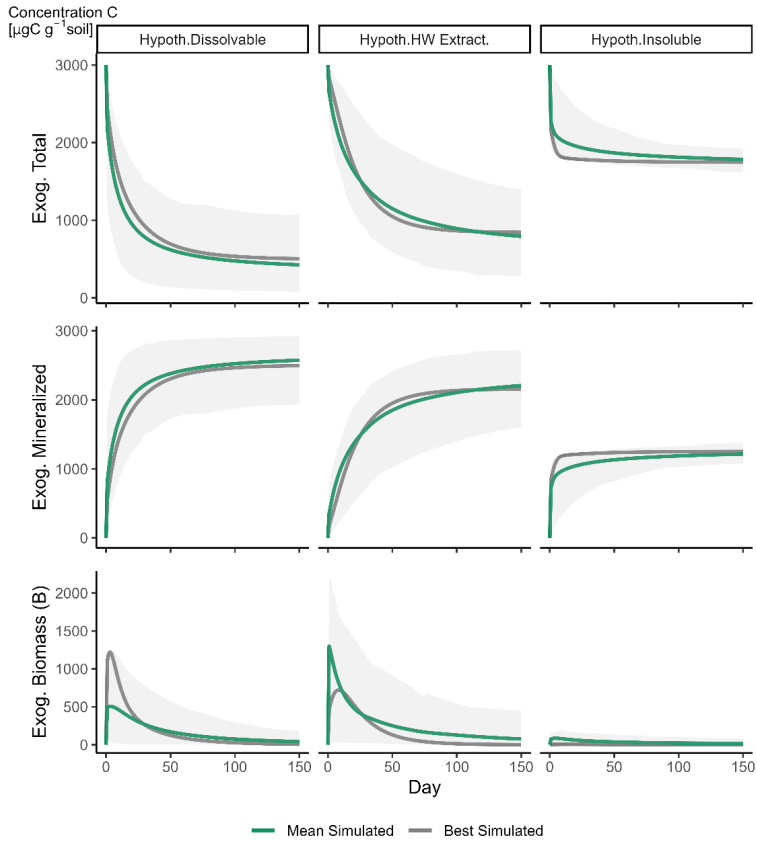 Concentration C
[µgC g⁻¹soil]
Hypoth.Dissolvable Hypoth.HW Extract. Hypoth.Insoluble
Exog. Total
3000
2000
1000
0
Exog. Mineralized
3000
2000
1000
0
Exog. Biomass (B)
2000
1500
1000
500
0
0 50 100 150 0 50 100 150 0 50 100 150
Day
Mean Simulated Best Simulated